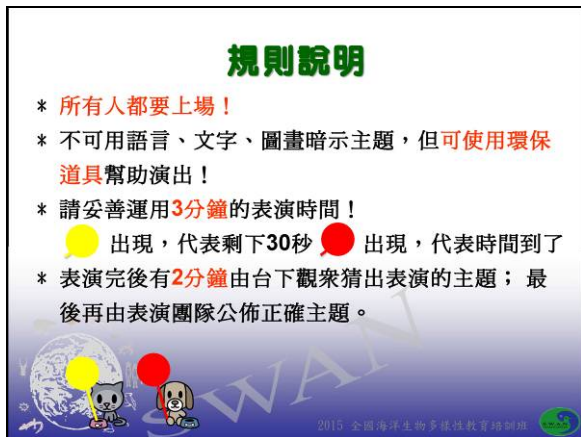 規則說明
* 所有人都要上場！
* 不可用語言、文字、圖畫暗示主題，但可使用環保
道具幫助演出！
* 請妥善運用3分鐘的表演時間！
出現，代表剩下30秒 出現，代表時間到了
* 表演完後有2分鐘由台下觀眾猜出表演的主題；最
後再由表演團隊公佈正確主題。
SWAN
2015 全國海洋生物多樣性教育培訓班